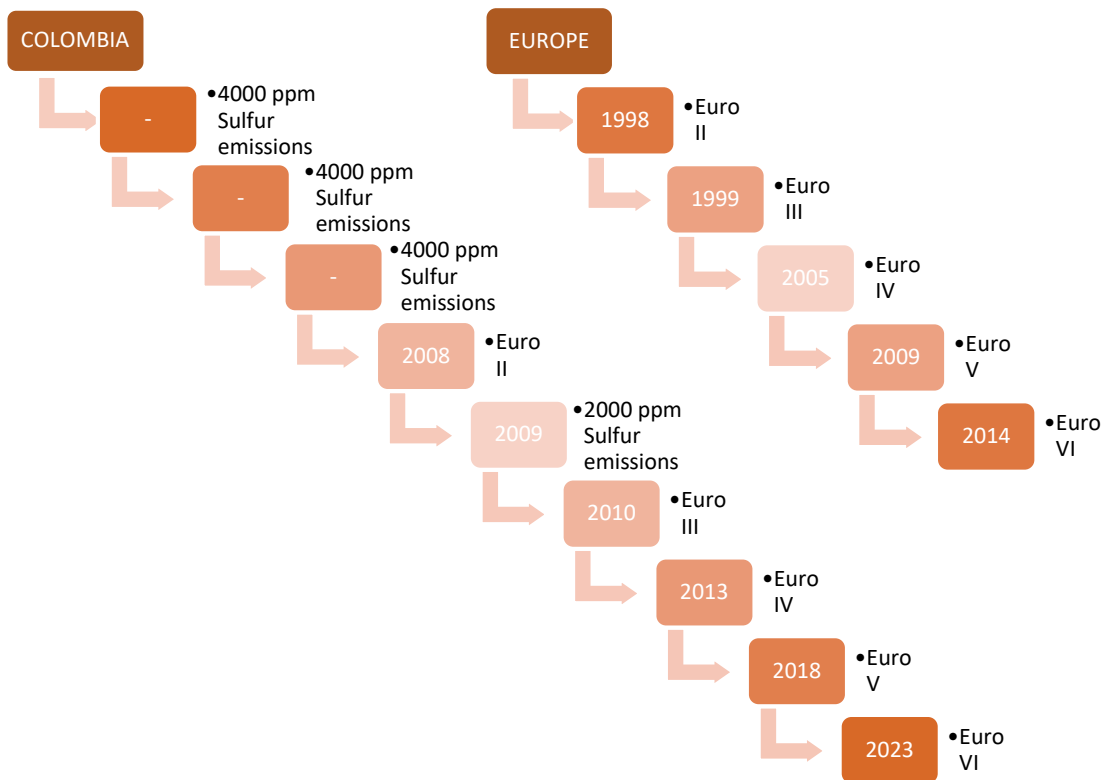 COLOMBIA
-
•4000 ppm
Sulfur
emissions
-
•4000 ppm
Sulfur
emissions
-
•4000 ppm
Sulfur
emissions
2008
•Euro
II
2009
•2000 ppm
Sulfur
emissions
2010
•Euro
III
2013
•Euro
IV
2018
•Euro
V
2023
•Euro
VI
EUROPE
1998
•Euro
II
1999
•Euro
III
2005
•Euro
IV
2009
•Euro
V
2014
•Euro
VI